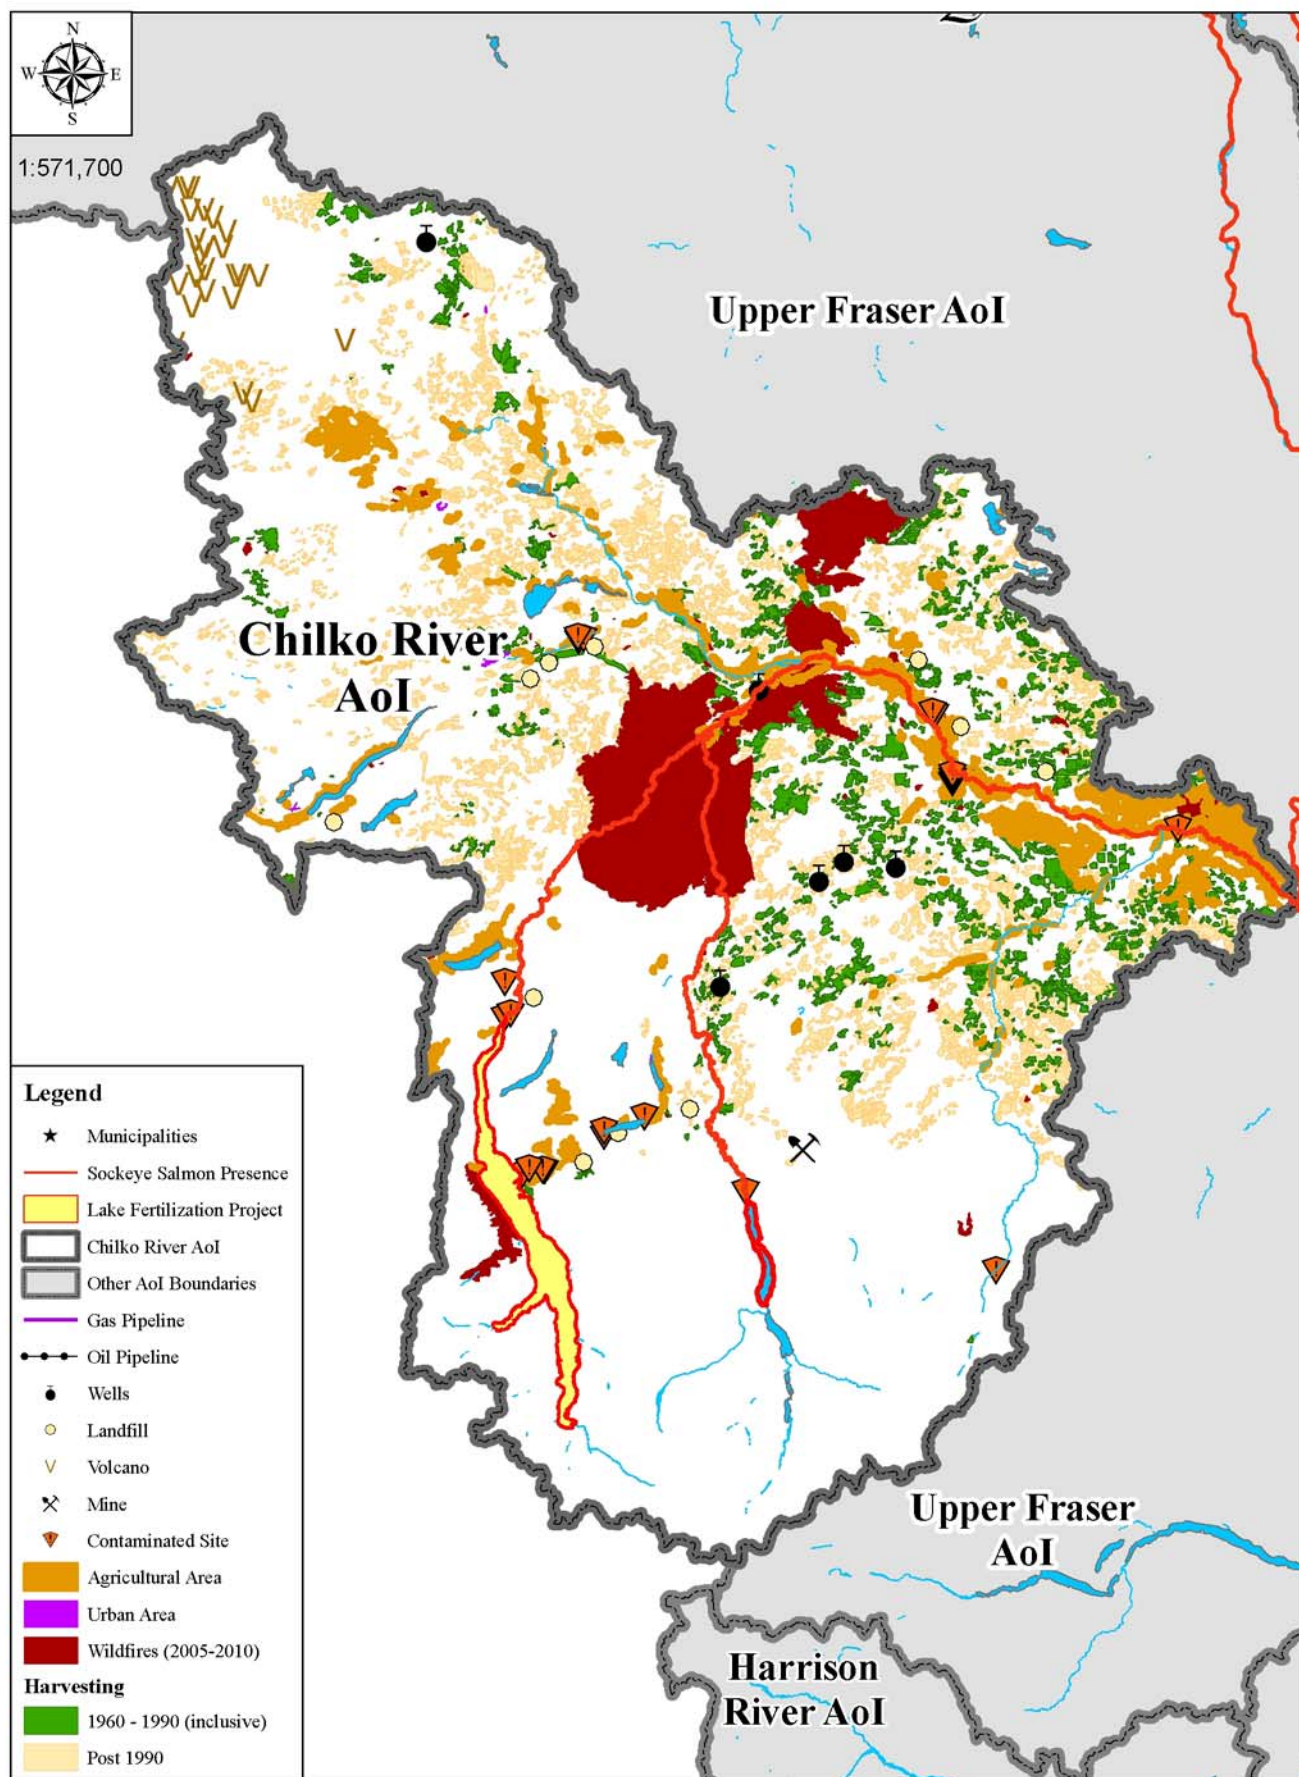 N
W E
S
1:571,700
Upper Fraser AoI
Chilko River
AoI
Legend
Municipalities
Sockeye Salmon Presence
Lake Fertilization Project
Chilko River AoI
Other AoI Boundaries
Gas Pipeline
Oil Pipeline
Wells
Landfill
Volcano
Mine
Contaminated Site
Agricultural Area
Urban Area
Wildfires (2005-2010)
Harvesting
1960 - 1990 (inclusive)
Post 1990
Upper Fraser
AoI
Harrison
River AoI